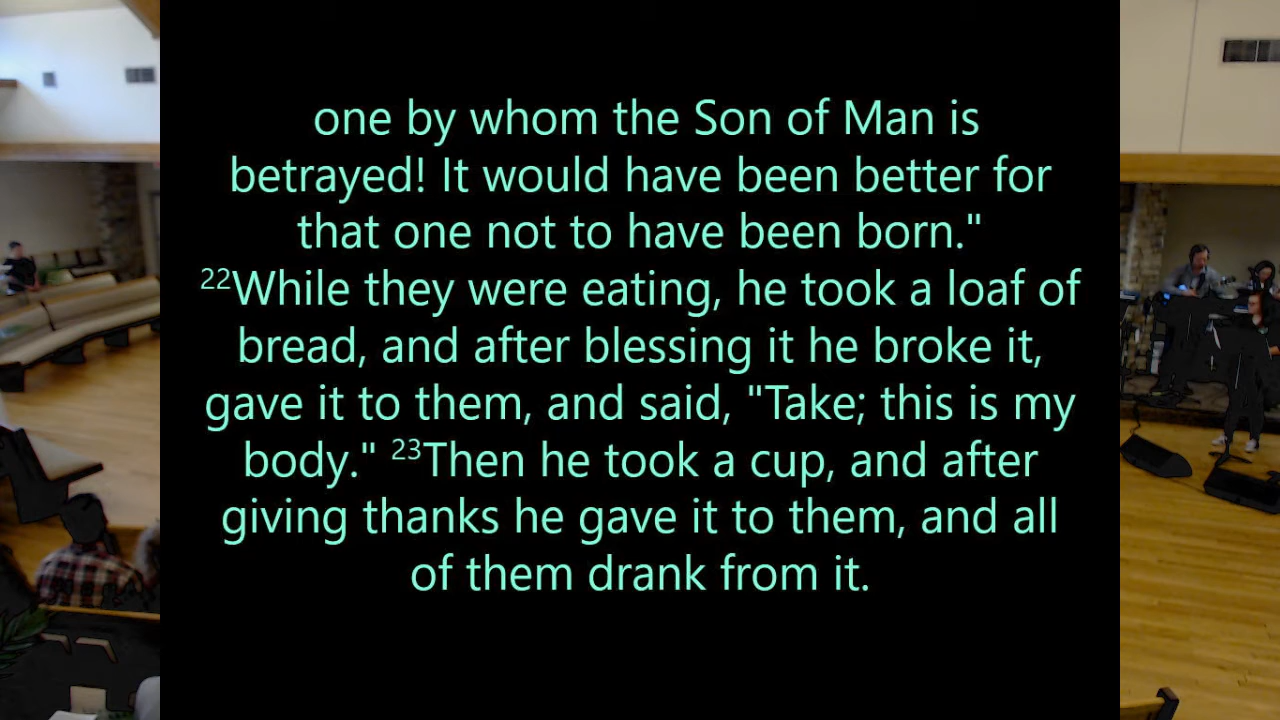 one by whom the Son of Man is
betrayed! It would have been better for
that one not to have been born."
22While they were eating, he took a loaf of
bread, and after blessing it he broke it,
gave it to them, and said, "Take; this is my
body." 23Then he took a cup, and after
giving thanks he gave it to them, and all
of them drank from it.